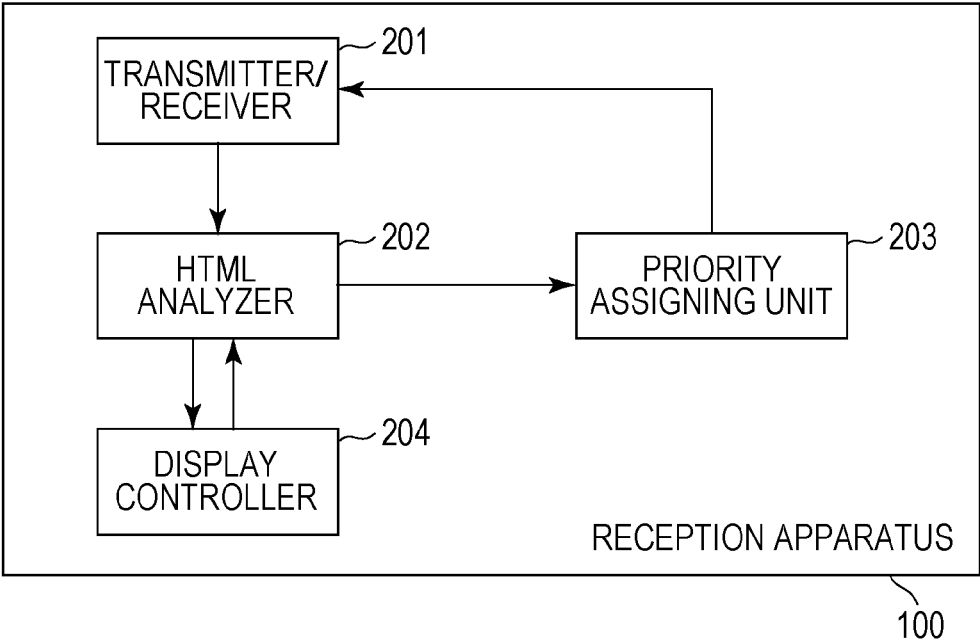 201
TRANSMITTER/
RECEIVER
202
HTML
ANALYZER
203
PRIORITY
ASSIGNING UNIT
204
DISPLAY
CONTROLLER
RECEPTION APPARATUS
100